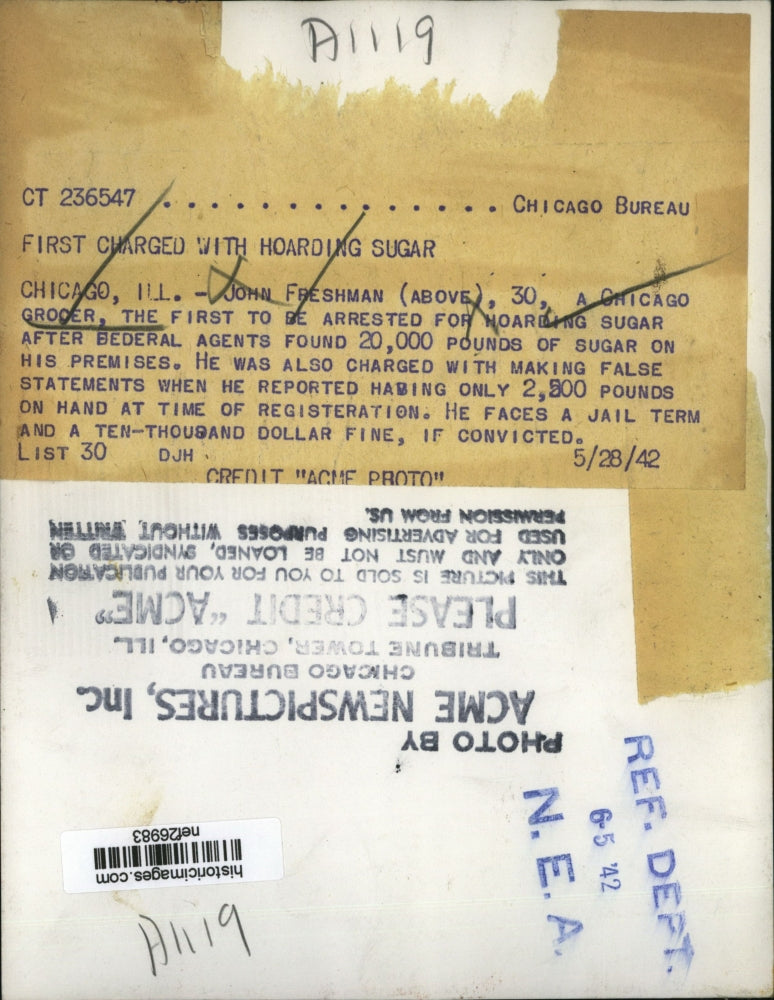 A1119
CT 236547 . . . . . . . . . . . . . . . CHICAGO BUREAU
FIRST CHARGED WITH HOARDING SUGAR
CHICAGO, ILL. - JOHN FRESHMAN (ABOVE), 30, A CHICAGO
GROCER, THE FIRST TO BE ARRESTED FOR HOARDING SUGAR
AFTER BEDERAL AGENTS FOUND 20,000 POUNDS OF SUGAR ON
HIS PREMISES. HE WAS ALSO CHARGED WITH MAKING FALSE
STATEMENTS WHEN HE REPORTED HABING ONLY 2,500 POUNDS
ON HAND AT TIME OF REGISTERATION. HE FACES A JAIL TERM
AND A TEN-THOUSAND DOLLAR FINE, IF CONVICTED.
LIST 30 DJH 5/28/42
CREDIT "ACME PHOTO"
PHOTO BY
ACME NEWSPICTURES, Inc.
CHICAGO BUREAU
TRIBUNE TOWER, CHICAGO, ILL.
PLEASE CREDIT "ACME"
THIS PICTURE IS SOLD TO YOU FOR YOUR PUBLICATION
ONLY AND MUST NOT BE LOANED, SYNDICATED OR
USED FOR ADVERTISING PURPOSES WITHOUT WRITTEN
PERMISSION FROM US.
REF. DEPT.
6-5 '42
N. E. A.
historicimages.com
nef26983
A1119